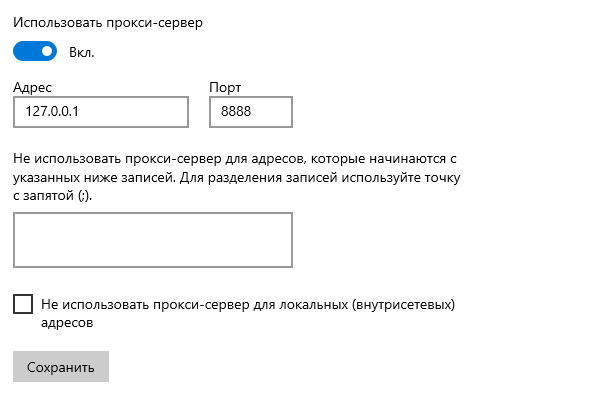 Использовать прокси-сервер
Вкл.
Адрес Порт
127.0.0.1 8888
Не использовать прокси-сервер для адресов, которые начинаются с
указанных ниже записей. Для разделения записей используйте точку
с запятой (;).
Не использовать прокси-сервер для локальных (внутрисетевых)
адресов
Сохранить